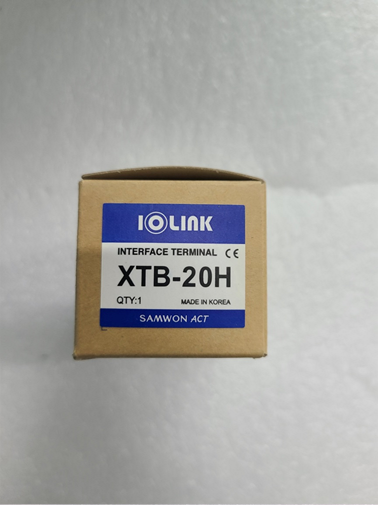 IOLINK
INTERFACE TERMINAL CE
XTB-20H
QTY:1 MADE IN KOREA
SAMWON ACT